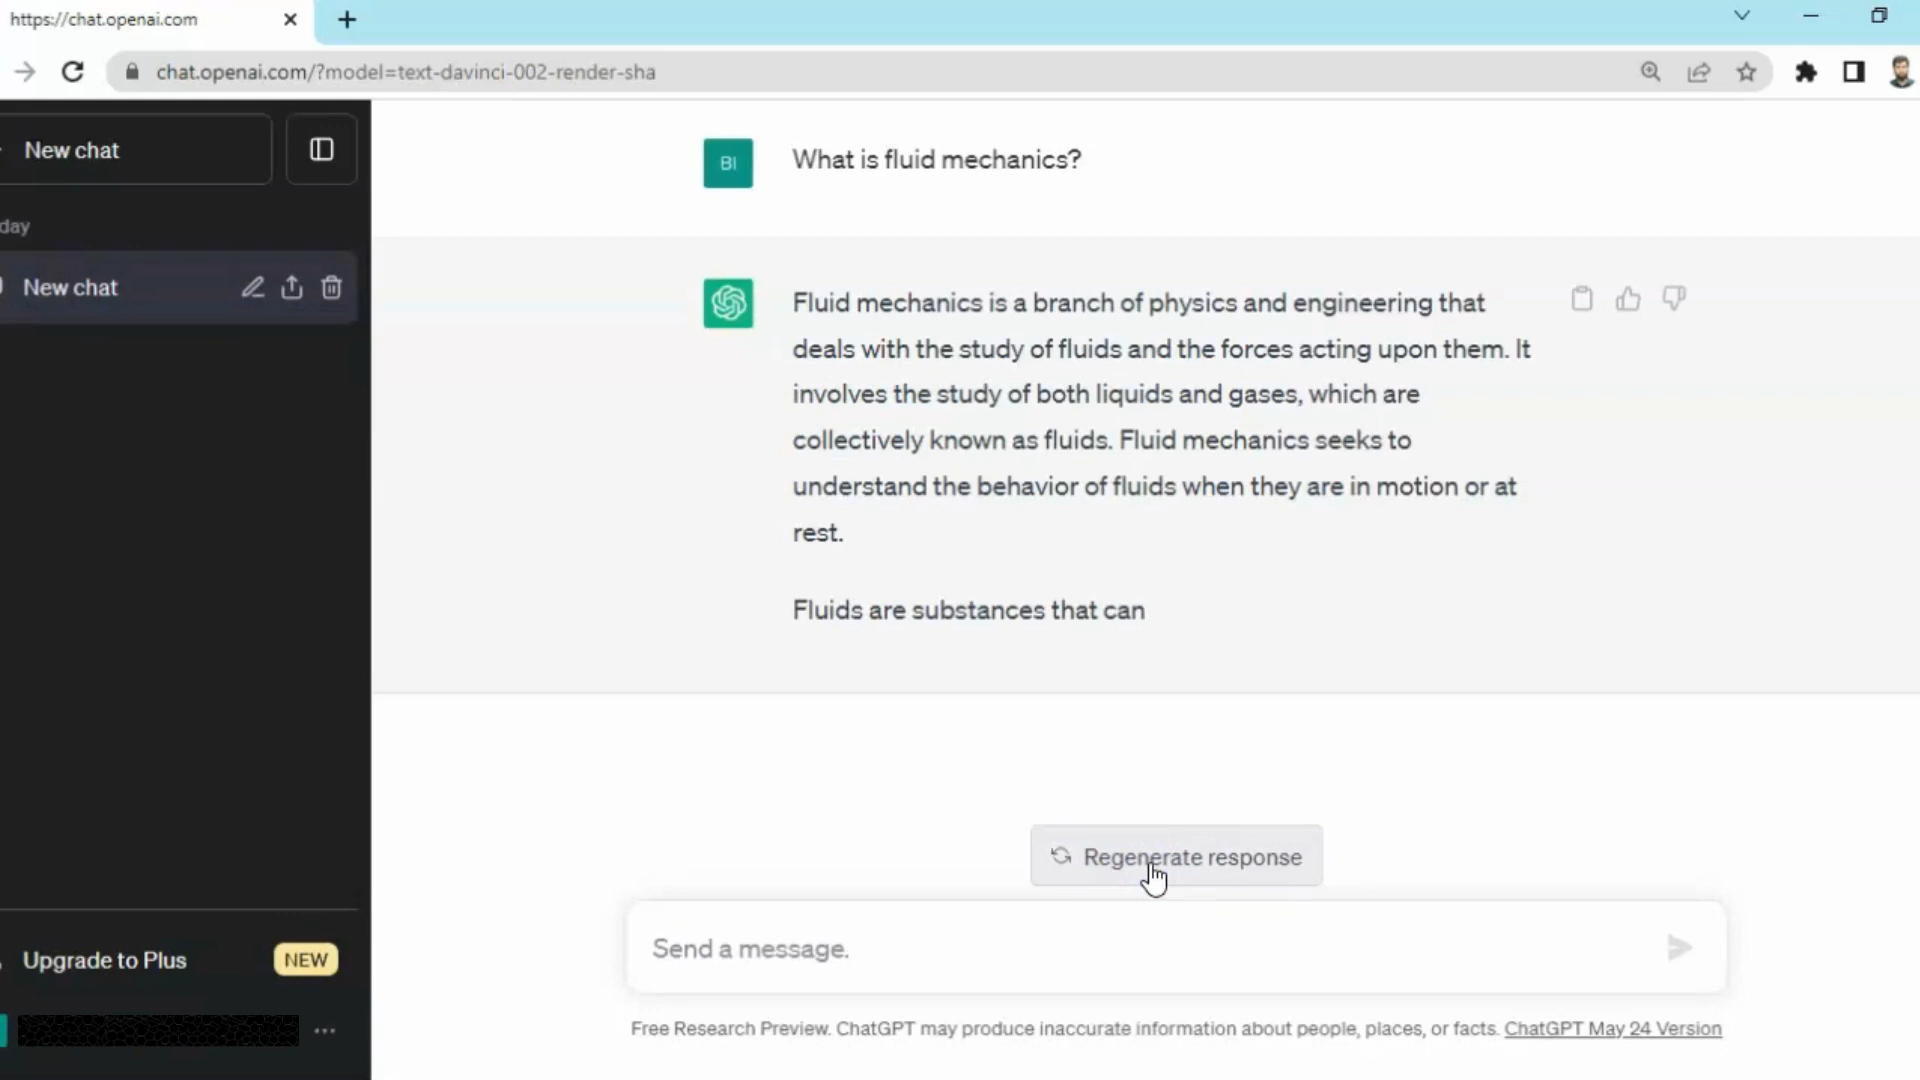 https://chat.openai.com
chat.openai.com/?model=text-davinci-002-render-sha
New chat
day
New chat
BI
What is fluid mechanics?
Fluid mechanics is a branch of physics and engineering that
deals with the study of fluids and the forces acting upon them. It
involves the study of both liquids and gases, which are
collectively known as fluids. Fluid mechanics seeks to
understand the behavior of fluids when they are in motion or at
rest.
Fluids are substances that can
Regenerate response
Send a message.
Upgrade to Plus NEW
Free Research Preview. ChatGPT may produce inaccurate information about people, places, or facts. ChatGPT May 24 Version